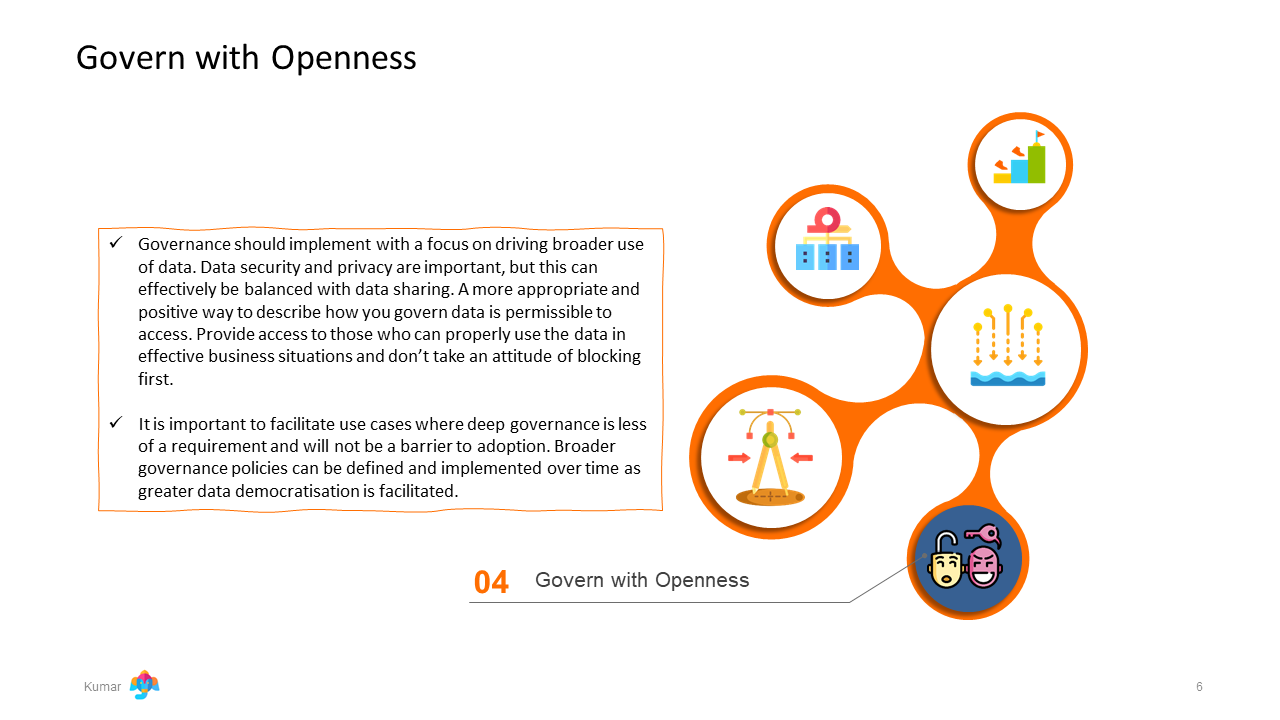 Govern with Openness
✓ Governance should implement with a focus on driving broader use
of data. Data security and privacy are important, but this can
effectively be balanced with data sharing. A more appropriate and
positive way to describe how you govern data is permissible to
access. Provide access to those who can properly use the data in
effective business situations and don’t take an attitude of blocking
first.
✓ It is important to facilitate use cases where deep governance is less
of a requirement and will not be a barrier to adoption. Broader
governance policies can be defined and implemented over time as
greater data democratisation is facilitated.
04 Govern with Openness
Kumar
6